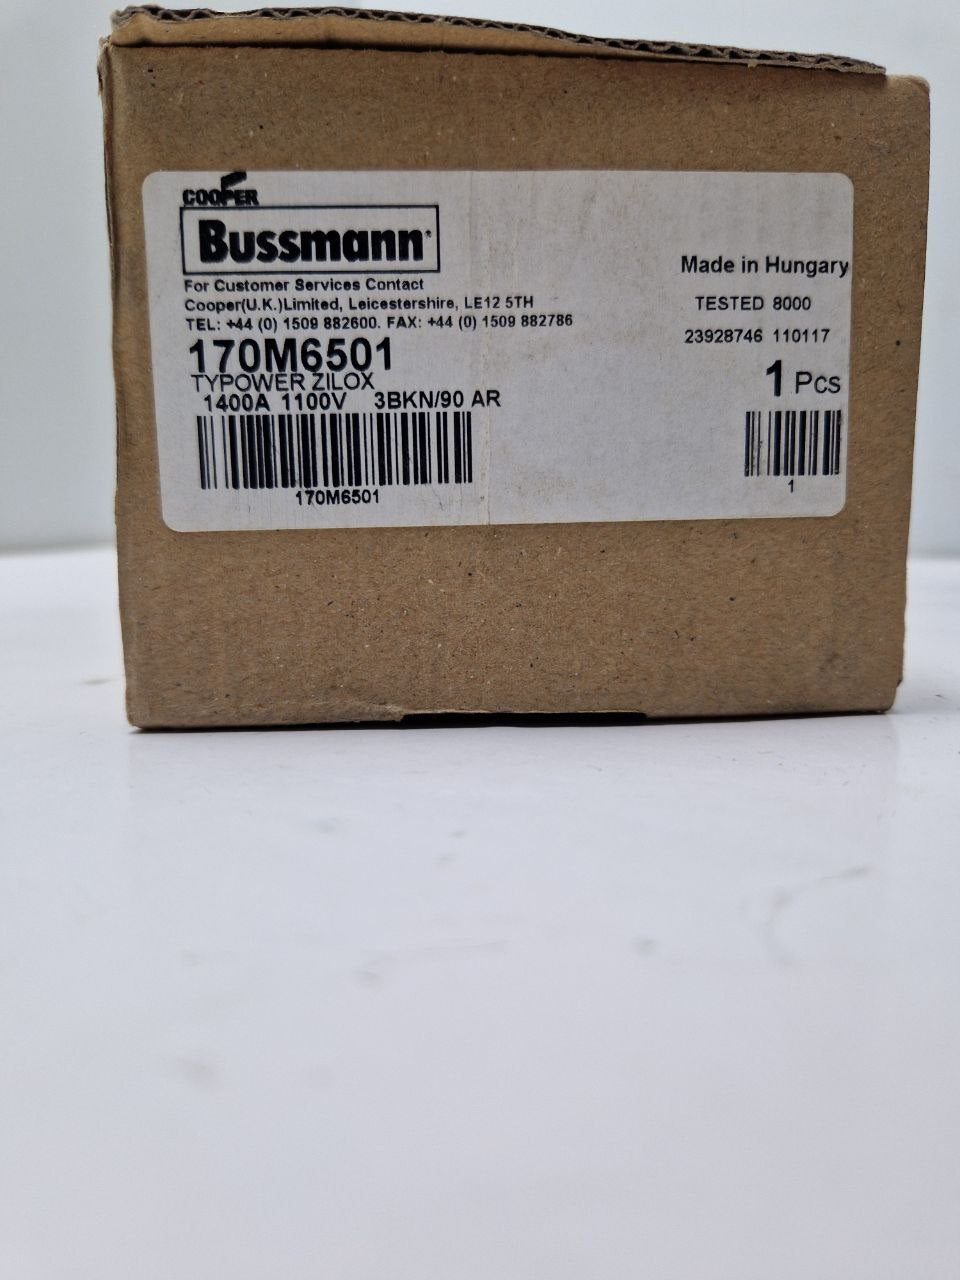 COOPER
Bussmann®
For Customer Services Contact
Cooper(U.K.)Limited, Leicestershire, LE12 5TH
TEL: +44 (0) 1509 882600. FAX: +44 (0) 1509 882786
170M6501
TYPOWER ZILOX
1400A 1100V 3BKN/90 AR
170M6501
Made in Hungary
TESTED 8000
23928746 110117
1 Pcs
1